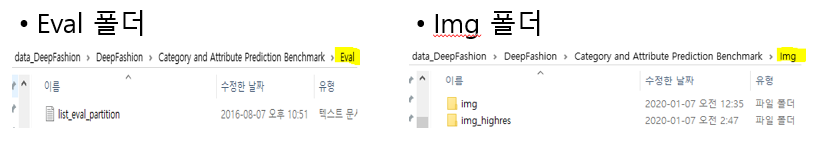 • Eval 폴더
data_DeepFashion > DeepFashion > Category and Attribute Prediction Benchmark > Eval
이름 수정한 날짜 유형
list_eval_partition 2016-08-07 오후 10:51 텍스트 문서
• Img 폴더
data_DeepFashion > DeepFashion > Category and Attribute Prediction Benchmark > Img
이름 수정한 날짜 유형
img 2020-01-07 오전 12:35 파일 폴더
img_highres 2020-01-07 오전 2:47 파일 폴더